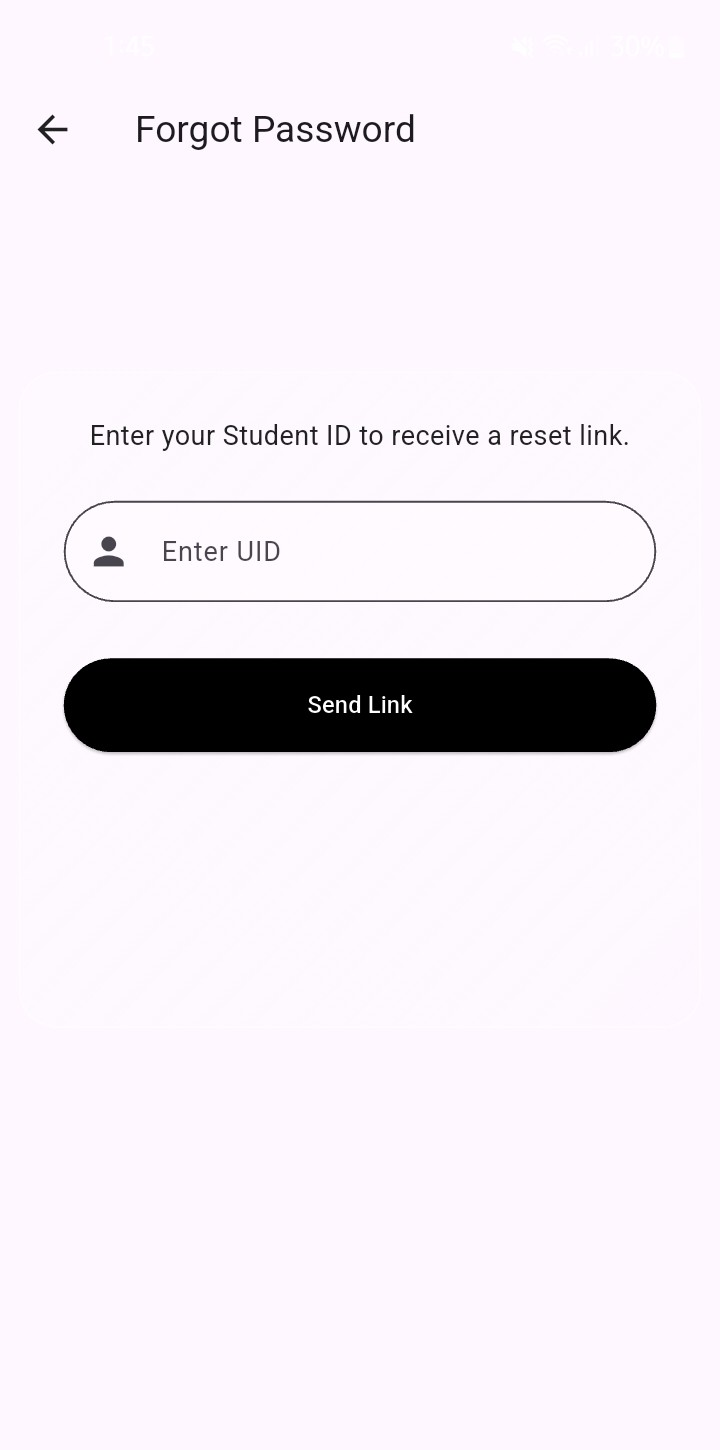 1:45 30%
Forgot Password
Enter your Student ID to receive a reset link.
Enter UID
Send Link